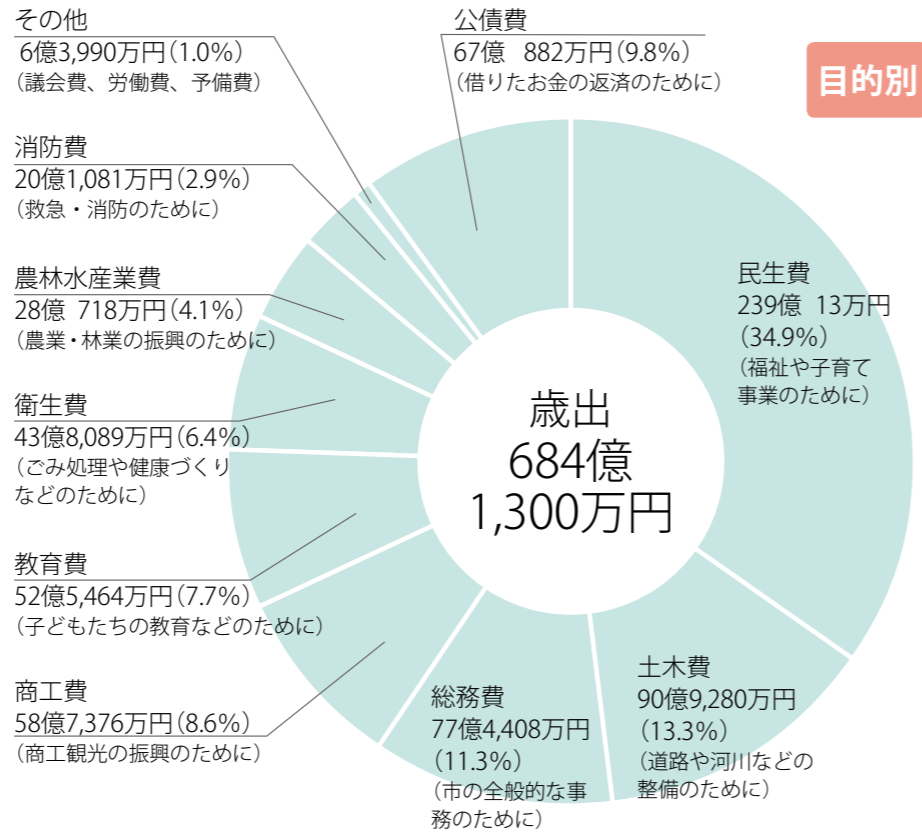 目的別
歳出
684億
1,300万円
民生費
239億 13万円
(34.9%)
(福祉や子育て
事業のために)
土木費
90億9,280万円
(13.3%)
(道路や河川などの
整備のために)
総務費
77億4,408万円
(11.3%)
(市の全般的な事
務のために)
商工費
58億7,376万円(8.6%)
(商工観光の振興のために)
教育費
52億5,464万円(7.7%)
(子どもたちの教育などのために)
衛生費
43億8,089万円(6.4%)
(ごみ処理や健康づくり
などのために)
農林水産業費
28億 718万円(4.1%)
(農業・林業の振興のために)
消防費
20億1,081万円(2.9%)
(救急・消防のために)
その他
6億3,990万円(1.0%)
(議会費、労働費、予備費)
公債費
67億 882万円(9.8%)
(借りたお金の返済のために)